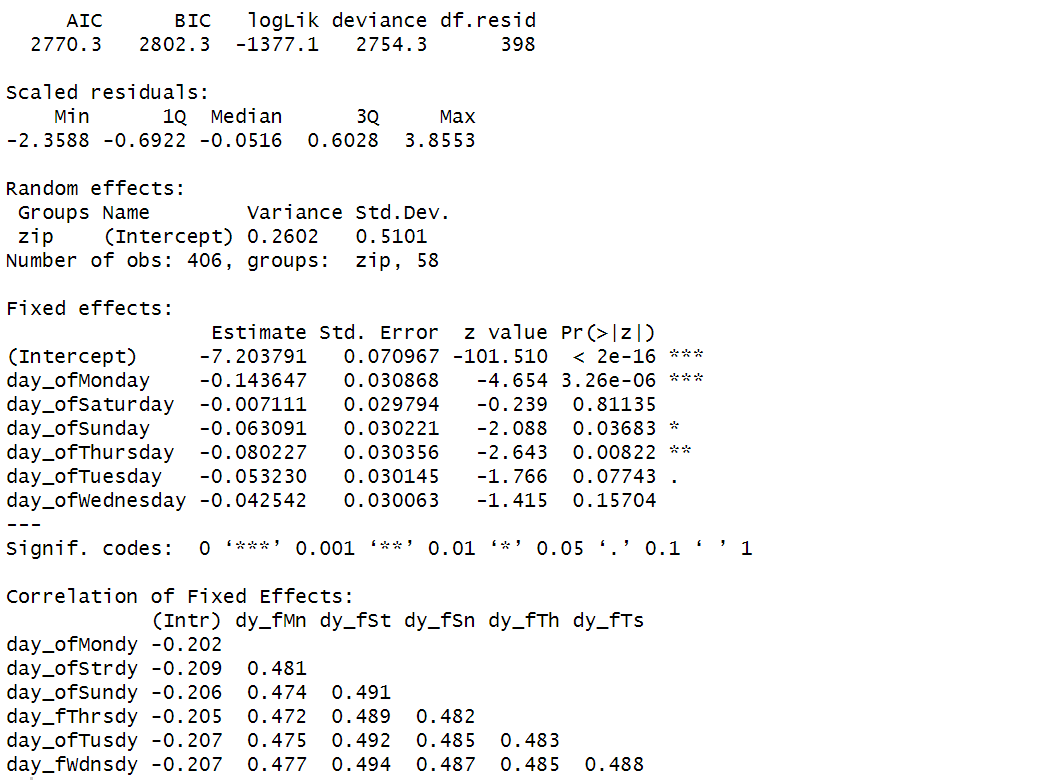 AIC      BIC   logLik deviance df.resid
  2770.3   2802.3  -1377.1   2754.3      398
Scaled residuals:
    Min      1Q  Median      3Q     Max
-2.3588 -0.6922 -0.0516  0.6028  3.8553
Random effects:
 Groups Name        Variance Std.Dev.
 zip    (Intercept) 0.2602   0.5101
Number of obs: 406, groups:  zip, 58
Fixed effects:
                 Estimate Std. Error  z value Pr(>|z|)
(Intercept)     -7.203791   0.070967 -101.510  < 2e-16 ***
day_ofMonday    -0.143647   0.030868   -4.654 3.26e-06 ***
day_ofSaturday  -0.007111   0.029794   -0.239  0.81135
day_ofSunday    -0.063091   0.030221   -2.088  0.03683 *
day_ofThursday  -0.080227   0.030356   -2.643  0.00822 **
day_ofTuesday   -0.053230   0.030145   -1.766  0.07743 .
day_ofWednesday -0.042542   0.030063   -1.415  0.15704
---
Signif. codes:  0 ‘***’ 0.001 ‘**’ 0.01 ‘*’ 0.05 ‘.’ 0.1 ‘ ’ 1
Correlation of Fixed Effects:
            (Intr) dy_fMn dy_fSt dy_fSn dy_fTh dy_fTs
day_ofMondy -0.202
day_ofStrdy -0.209  0.481
day_ofSundy -0.206  0.474  0.491
day_fThrsdy -0.205  0.472  0.489  0.482
day_ofTusdy -0.207  0.475  0.492  0.485  0.483
day_fWdnsdy -0.207  0.477  0.494  0.487  0.485  0.488